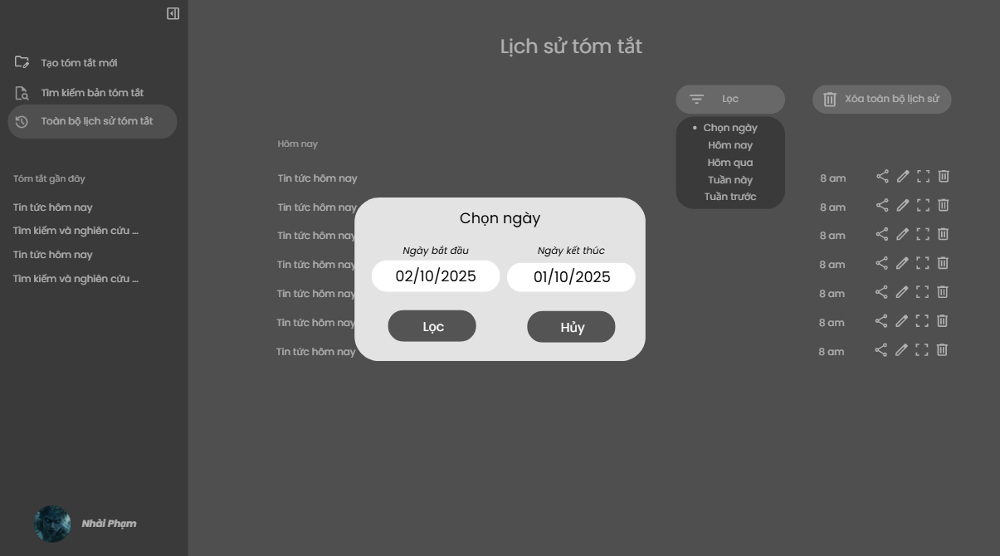 Tạo tóm tắt mới
Tìm kiếm bản tóm tắt
Toàn bộ lịch sử tóm tắt
Tóm tắt gần đây
Tin tức hôm nay
Tìm kiếm và nghiên cứu ...
Tin tức hôm nay
Tìm kiếm và nghiên cứu ...
Nhài Phạm
Lịch sử tóm tắt
Lọc
Xóa toàn bộ lịch sử
• Chọn ngày
Hôm nay
Hôm qua
Tuần này
Tuần trước
Hôm nay
Tin tức hôm nay 8 am
Tin tức hôm nay 8 am
Tin tức hôm nay 8 am
Tin tức hôm nay 8 am
Tin tức hôm nay 8 am
Tin tức hôm nay 8 am
Tin tức hôm nay 8 am
Chọn ngày
Ngày bắt đầu Ngày kết thúc
02/10/2025 01/10/2025
Lọc Hủy